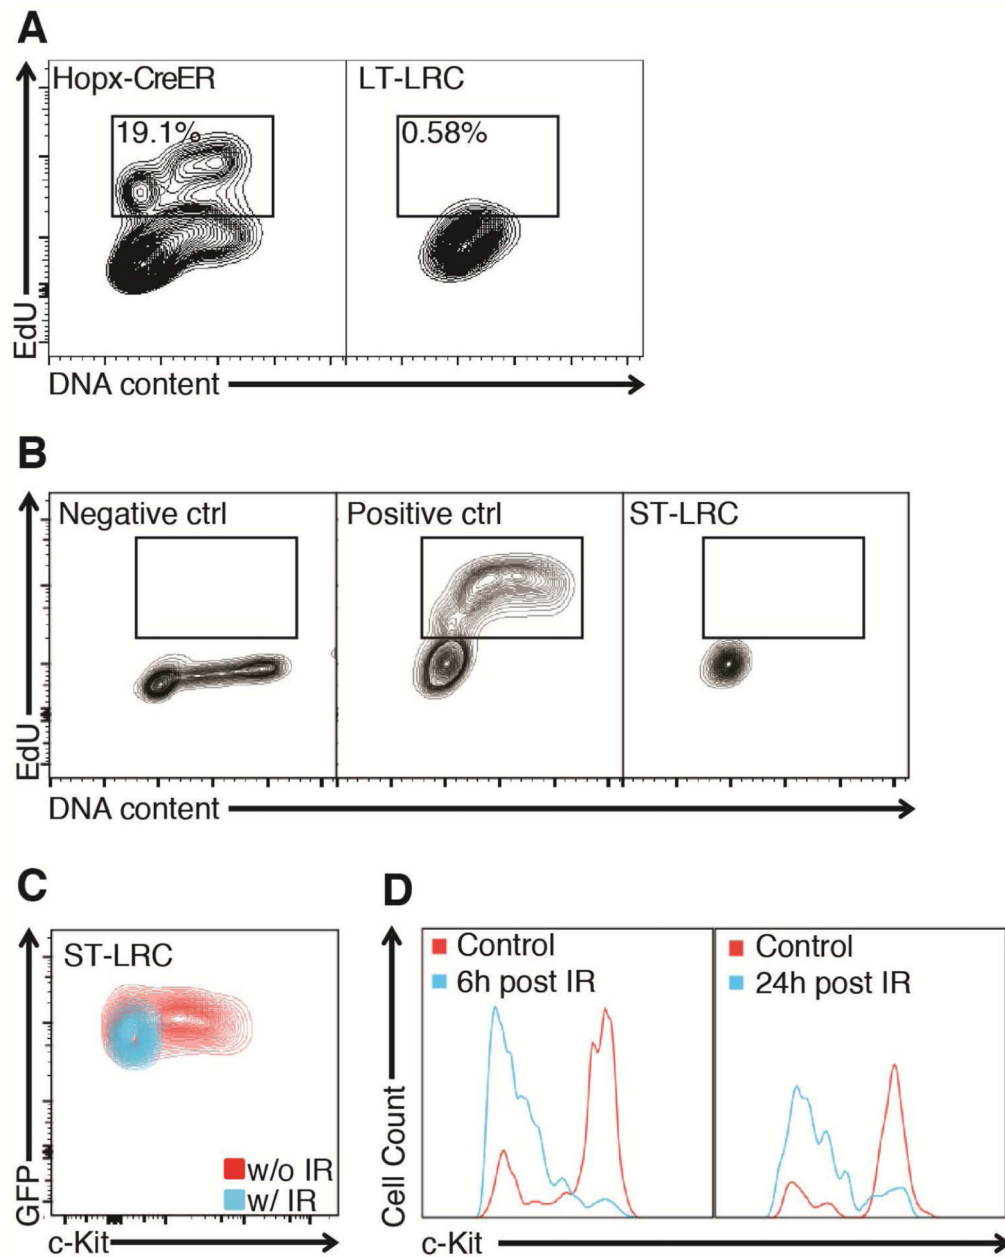 A
Hopx-CreER
LT-LRC
19.1%
0.58%
EdU
DNA content
B
Negative ctrl
Positive ctrl
ST-LRC
EdU
DNA content
C
ST-LRC
w/o IR
w/ IR
GFP
c-Kit
D
Control
6h post IR
Control
24h post IR
Cell Count
c-Kit